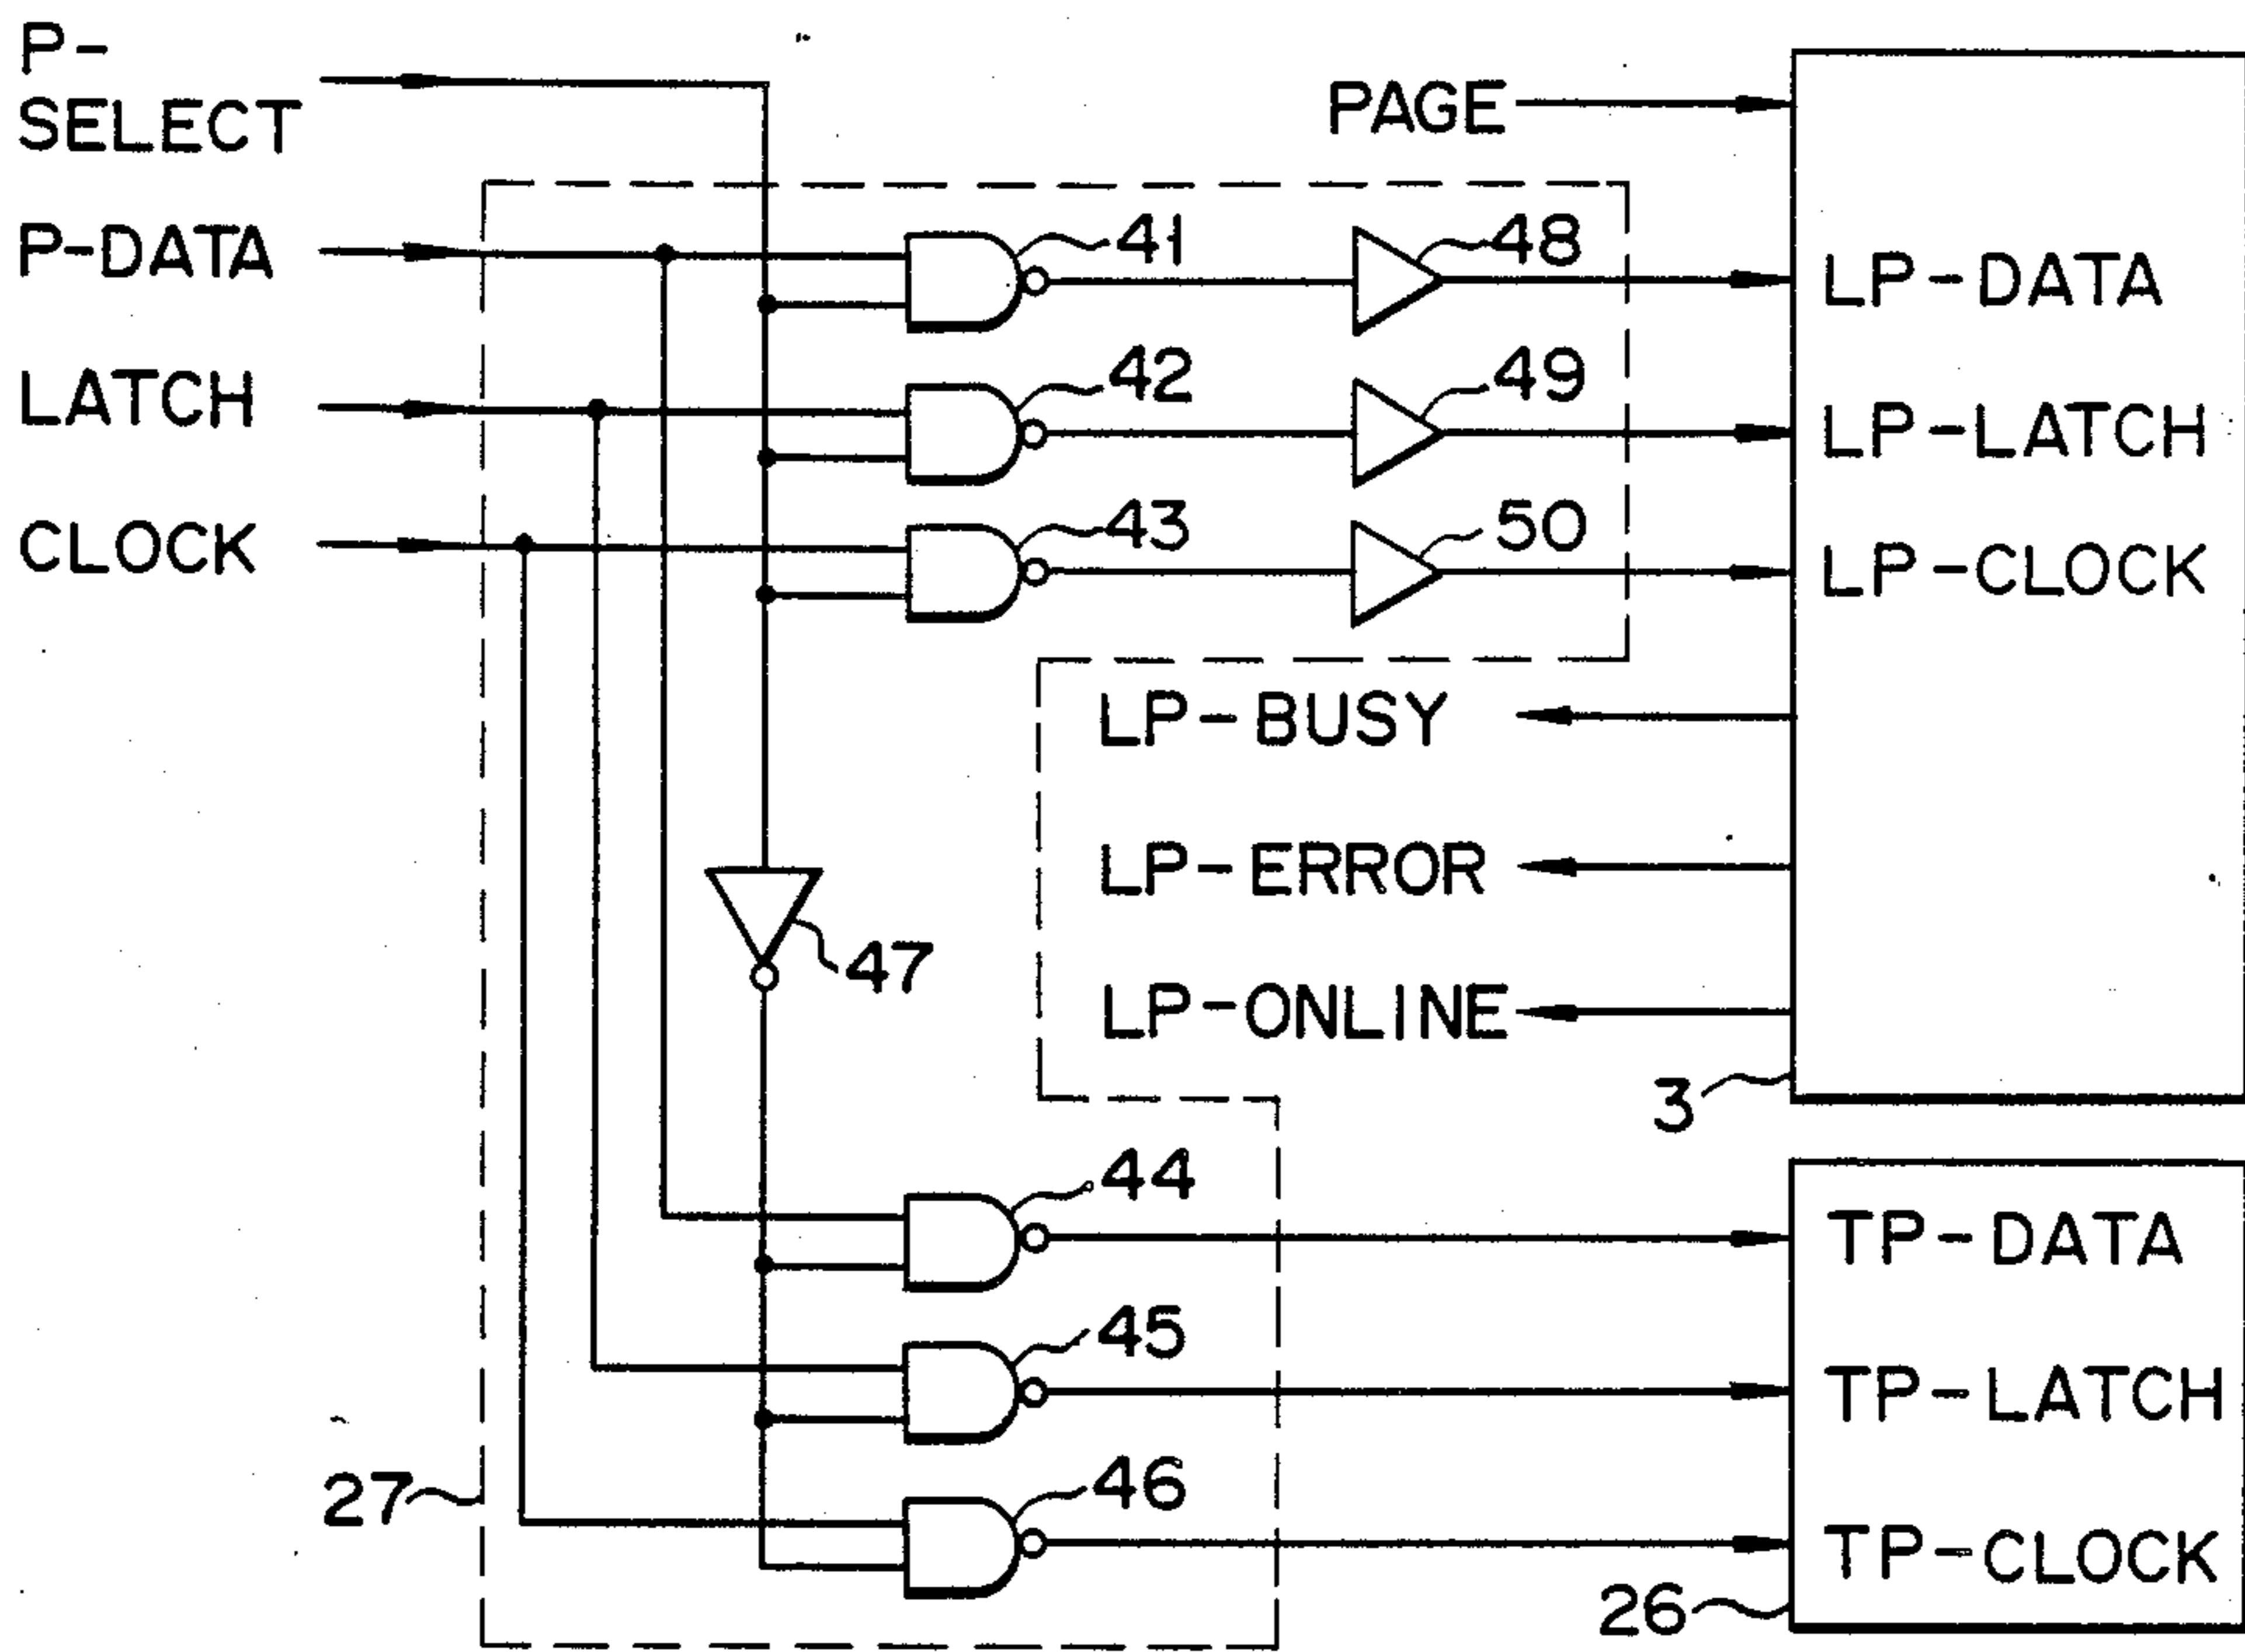 P-
SELECT
PAGE
P-DATA
41
48
LP-DATA
LATCH
42
49
LP-LATCH
CLOCK
43
50
LP-CLOCK
LP-BUSY
LP-ERROR
47
LP-ONLINE
3
44
TP-DATA
45
TP-LATCH
27
46
TP-CLOCK
26